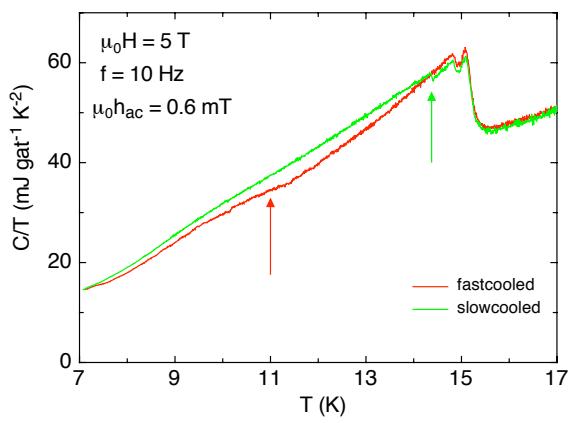 μ₀H = 5 T
f = 10 Hz
μ₀hac = 0.6 mT
C/T (mJ gat⁻¹ K⁻²)
60
40
20
0
fastcooled
slowcooled
7 9 11 13 15 17
T (K)